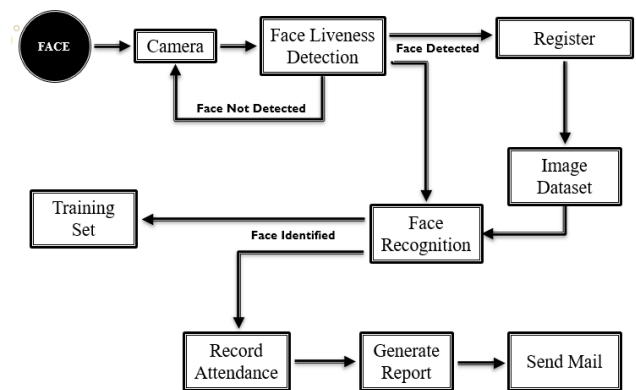 FACE
Camera
Face Liveness
Detection
Face Detected
Register
Face Not Detected
Image
Dataset
Training
Set
Face
Recognition
Face Identified
Record
Attendance
Generate
Report
Send Mail